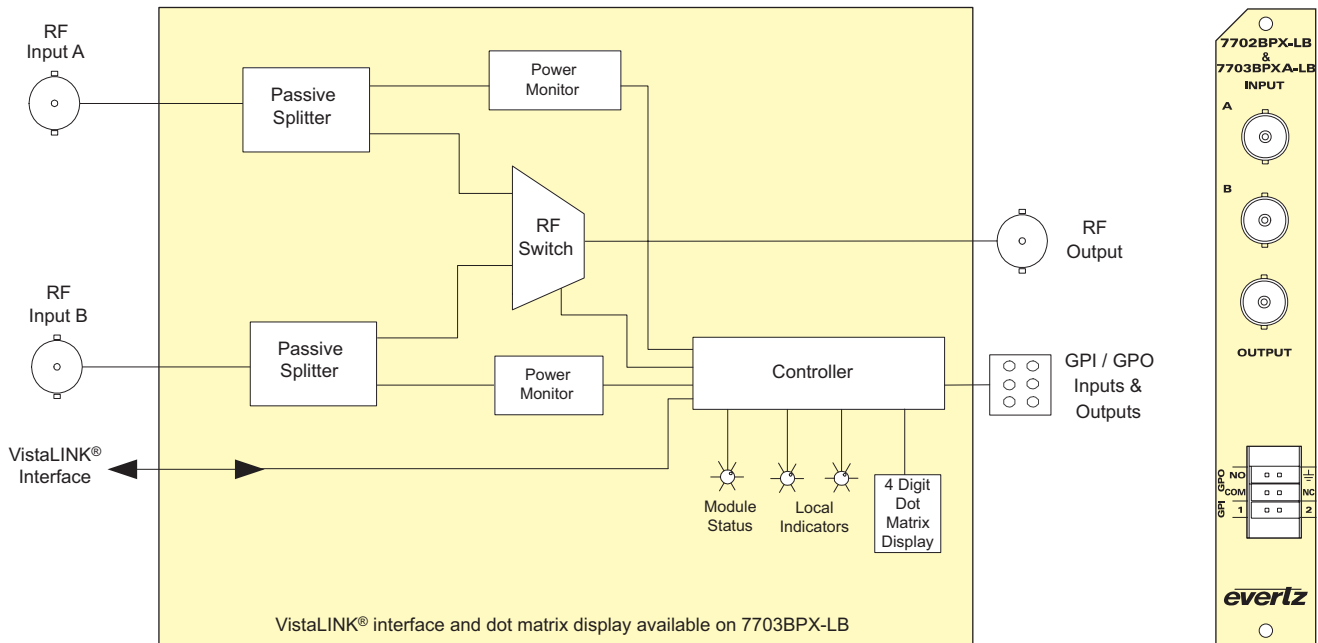 RF
Input A
Passive
Splitter
Power
Monitor
RF
Switch
RF
Output
RF
Input B
Passive
Splitter
Power
Monitor
Controller
GPI / GPO
Inputs &
Outputs
VistaLINK®
Interface
Module
Status
Local
Indicators
4 Digit
Dot
Matrix
Display
VistaLINK® interface and dot matrix display available on 7703BPX-LB
7702BPX-LB
&
7703BPXA-LB
INPUT
A
B
OUTPUT
GPO
NO
COM
NC
GPI
1
2
evertz